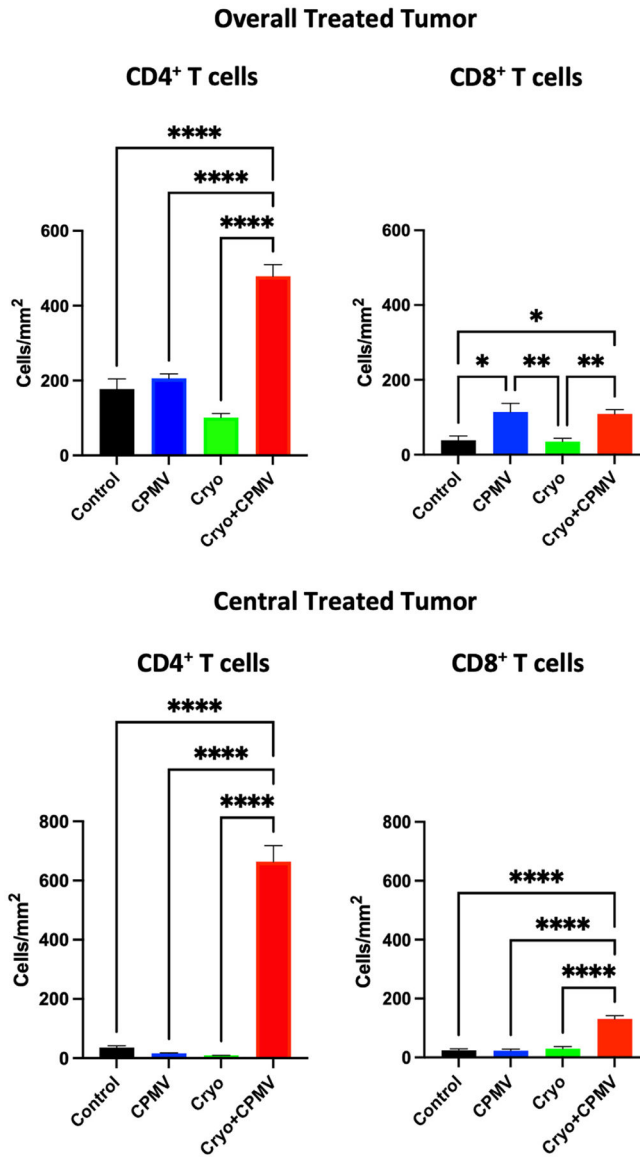 Overall Treated Tumor
CD4⁺ T cells
****
****
****
Cells/mm²
600
400
200
0
Control
CPMV
Cryo
Cryo+CPMV
CD8⁺ T cells
*
* ** **
Cells/mm²
600
400
200
0
Control
CPMV
Cryo
Cryo+CPMV
Central Treated Tumor
CD4⁺ T cells
****
****
****
Cells/mm²
800
600
400
200
0
Control
CPMV
Cryo
Cryo+CPMV
CD8⁺ T cells
****
****
****
Cells/mm²
800
600
400
200
0
Control
CPMV
Cryo
Cryo+CPMV